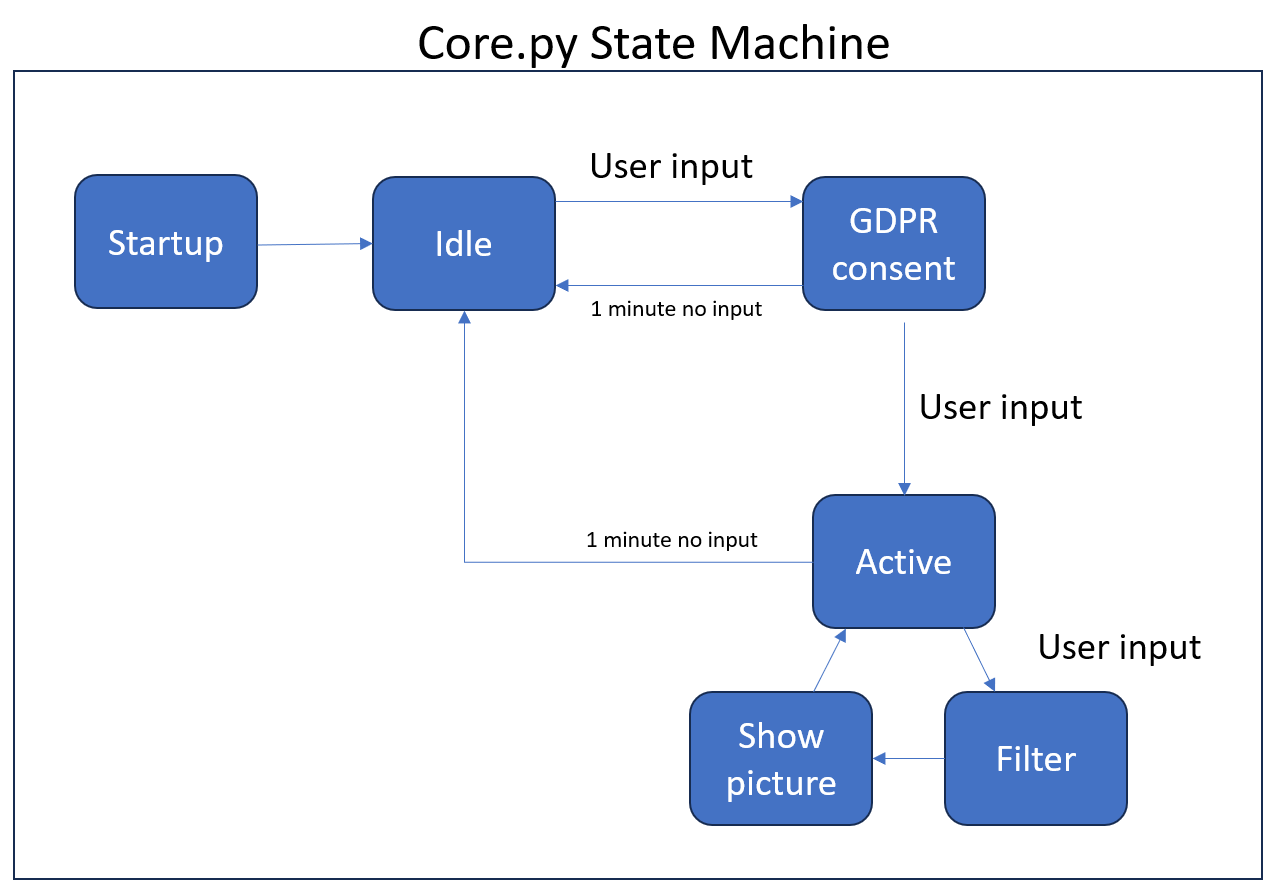 Core.py State Machine
User input
Startup
Idle
GDPR
consent
1 minute no input
User input
1 minute no input
Active
User input
Show
picture
Filter